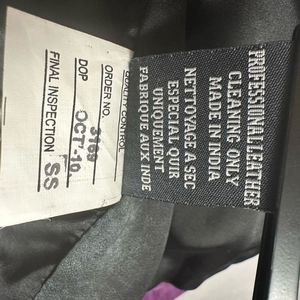 QUALITY CONTROL
ORDER NO. 3169
DOP OCT'-10
FINAL INSPECTION SS
PROFESSIONAL LEATHER
CLEANING ONLY
MADE IN INDIA
NETTOYAGE A SEC
ESPECIAL QUIR
UNIQUEMENT
FABRIQUE AUX INDE